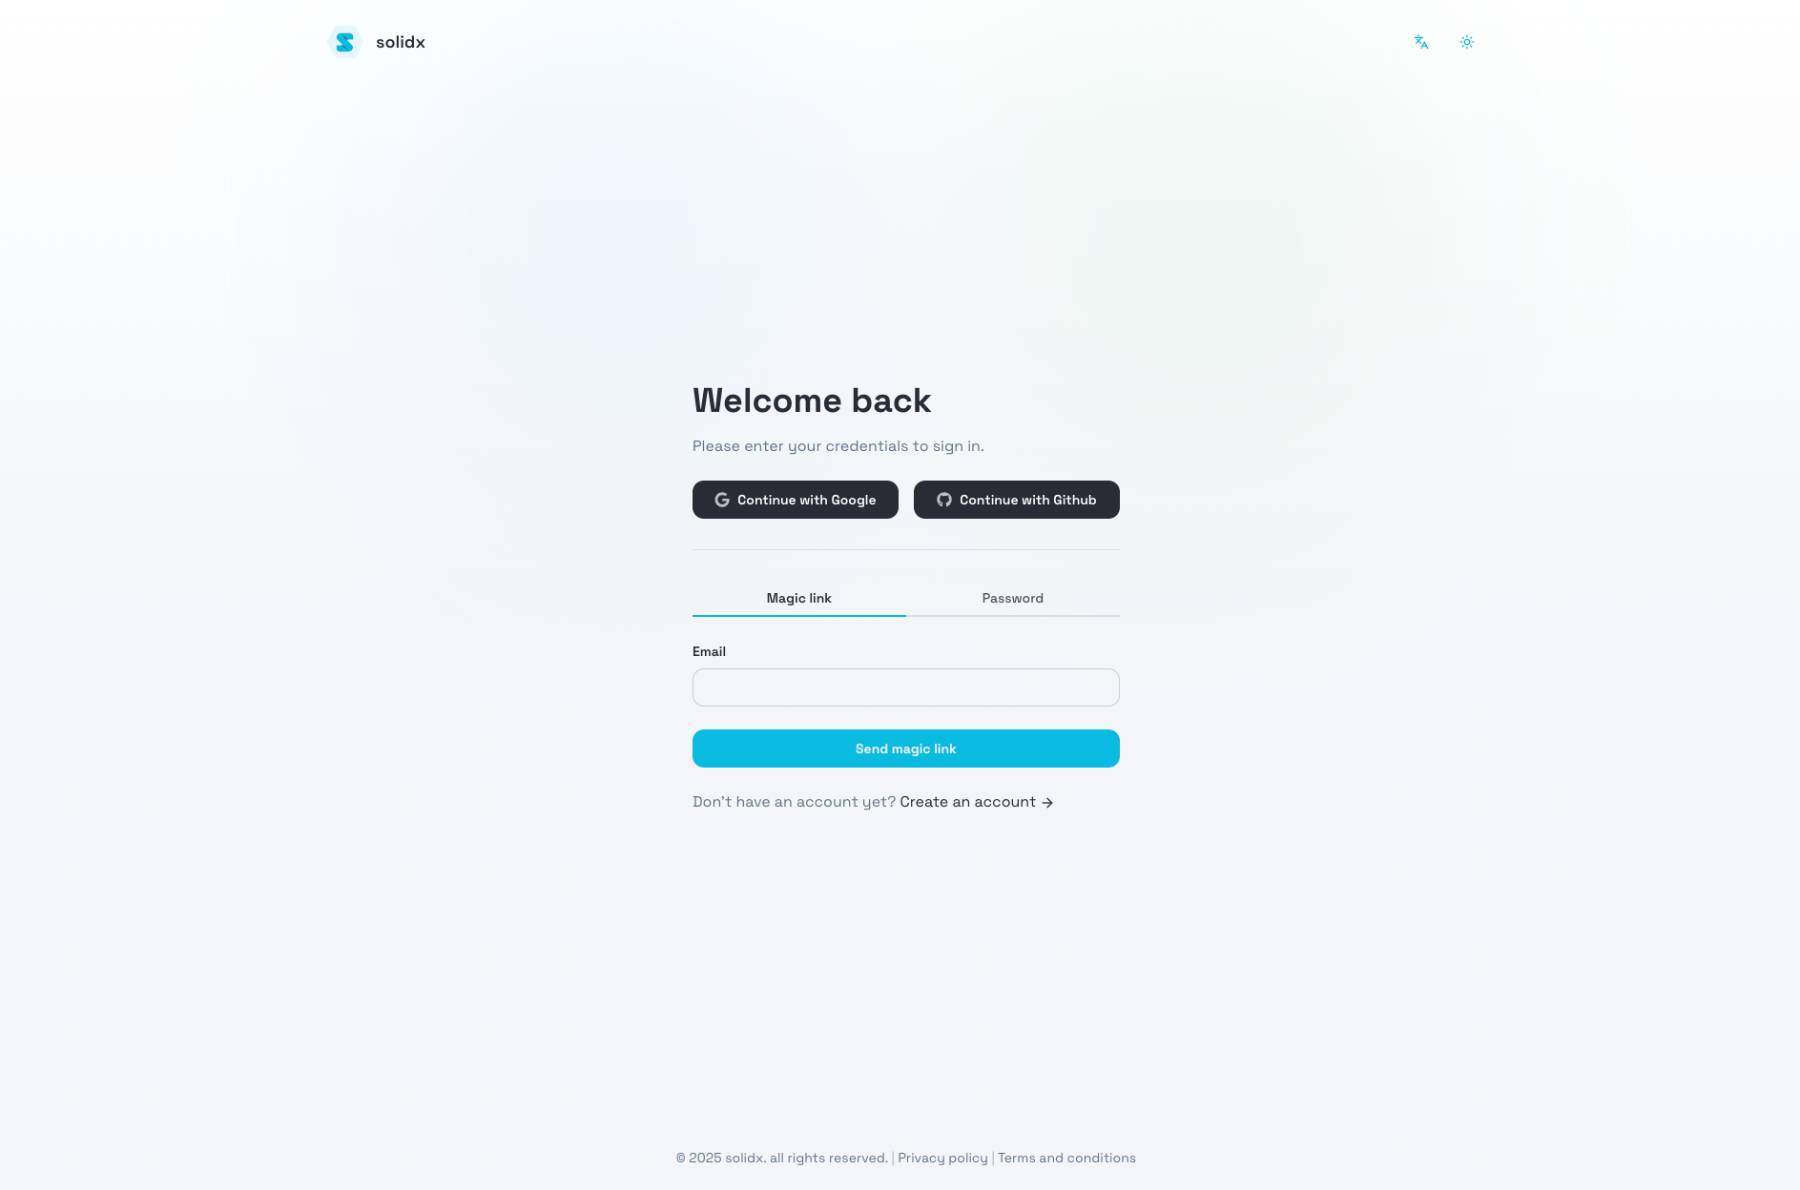 solidx
Welcome back
Please enter your credentials to sign in.
Continue with Google
Continue with Github
Magic link
Password
Email
Send magic link
Don't have an account yet? Create an account →
© 2025 solidx. all rights reserved. | Privacy policy | Terms and conditions